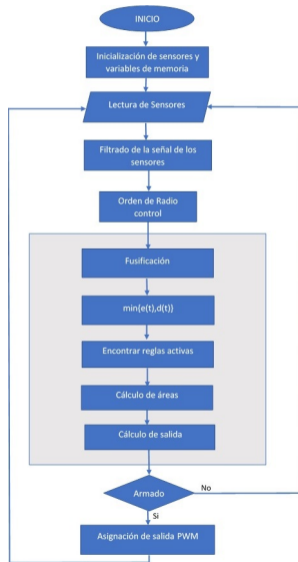 INICIO
Inicialización de sensores y
variables de memoria
Lectura de Sensores
Filtrado de la señal de los
sensores
Orden de Radio
control
Fusificación
min{e(t),d(t)}
Encontrar reglas activas
Cálculo de áreas
Cálculo de salida
Armado
No
Si
Asignación de salida PWM